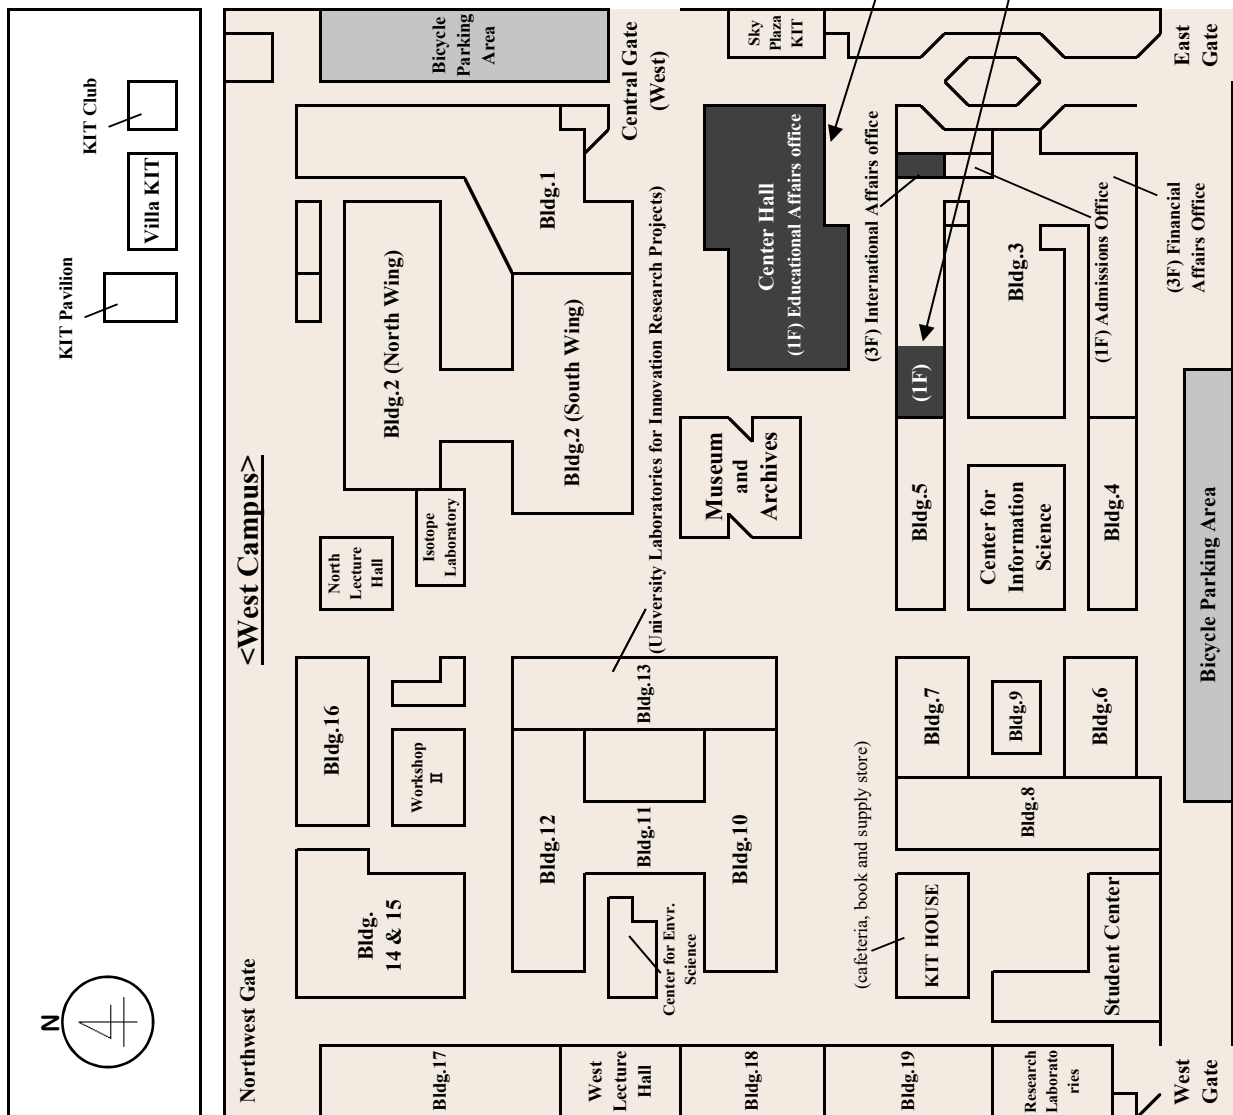 KIT Pavilion
Villa KIT
KIT Club
N
<West Campus>
Northwest Gate
Bicycle
Parking
Area
Central Gate
(West)
Sky
Plaza
KIT
East
Gate
Bldg.1
Bldg.2 (North Wing)
Bldg.2 (South Wing)
(University Laboratories for Innovation Research Projects)
Center Hall
(1F) Educational Affairs office
(3F) International Affairs office
(1F)
Bldg.3
(1F) Admissions Office
(3F) Financial
Affairs Office
North
Lecture
Hall
Isotope
Laboratory
Museum
and
Archives
Bldg.5
Center for
Information
Science
Bldg.4
Bicycle Parking Area
Bldg.16
Workshop
II
Bldg.13
Bldg.12
Bldg.11
Bldg.10
Bldg.7
Bldg.9
Bldg.6
Bldg.8
Bldg.
14 & 15
Center for Envr.
Science
(cafeteria, book and supply store)
KIT HOUSE
Student Center
Bldg.17
West
Lecture
Hall
Bldg.18
Bldg.19
Research
Laborato
ries
West
Gate